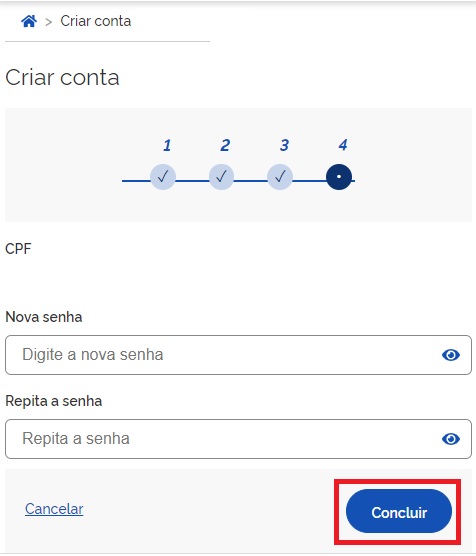 > Criar conta
Criar conta
1 2 3 4
CPF
Nova senha
Digite a nova senha
Repita a senha
Repita a senha
Cancelar
Concluir